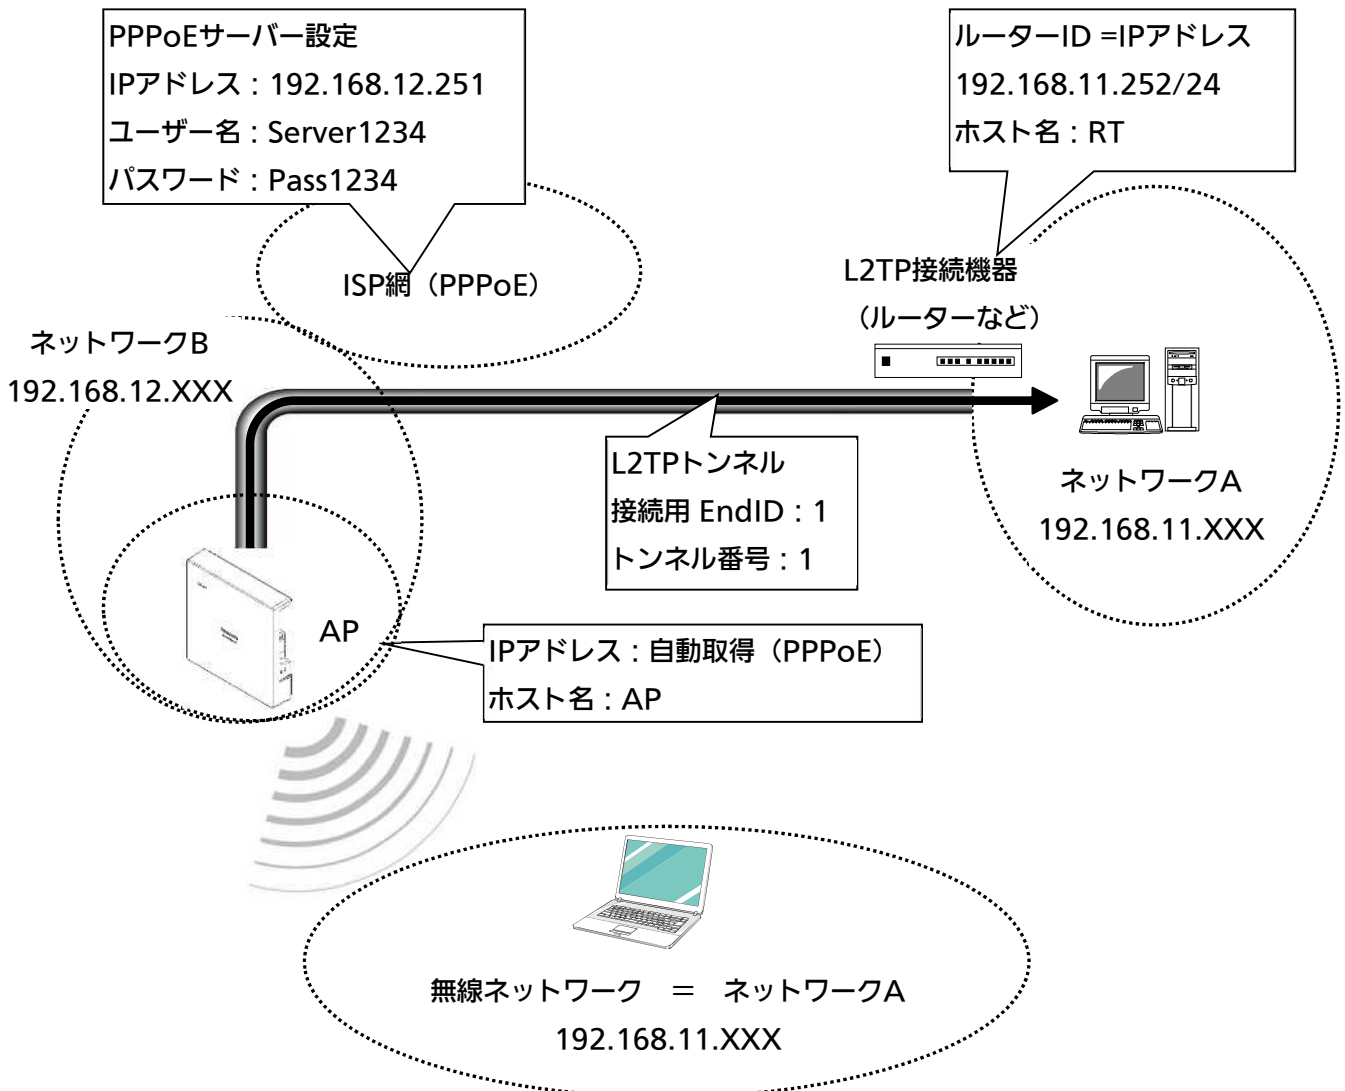 PPPoEサーバー設定
IPアドレス : 192.168.12.251
ユーザー名 : Server1234
パスワード : Pass1234
ルーターID =IPアドレス
192.168.11.252/24
ホスト名 : RT
ISP網（PPPoE）
L2TP接続機器
（ルーターなど）
ネットワークB
192.168.12.XXX
L2TPトンネル
接続用 EndID : 1
トンネル番号 : 1
ネットワークA
192.168.11.XXX
AP
IPアドレス : 自動取得（PPPoE）
ホスト名 : AP
無線ネットワーク　＝　ネットワークA
192.168.11.XXX